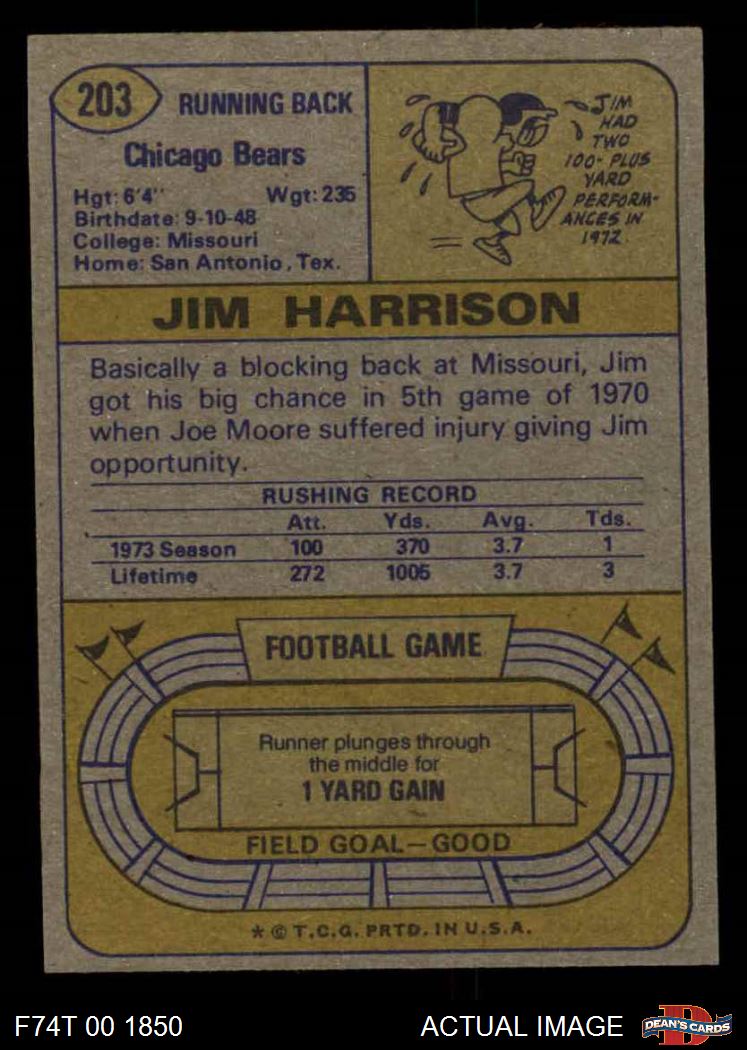 203
RUNNING BACK
Chicago Bears
Hgt: 6'4" Wgt: 235
Birthdate: 9-10-48
College: Missouri
Home: San Antonio, Tex.
JIM
HAD
TWO
100-PLUS
YARD
PERFORM-
ANCES IN
1972.
JIM HARRISON
Basically a blocking back at Missouri, Jim
got his big chance in 5th game of 1970
when Joe Moore suffered injury giving Jim
opportunity.
RUSHING RECORD
Att. Yds. Avg. Tds.
1973 Season 100 370 3.7 1
Lifetime 272 1005 3.7 3
FOOTBALL GAME
Runner plunges through
the middle for
1 YARD GAIN
FIELD GOAL—GOOD
* © T.C.G. PRTD. IN U.S.A.
F74T 00 1850 ACTUAL IMAGE
D
DEAN'S CARDS